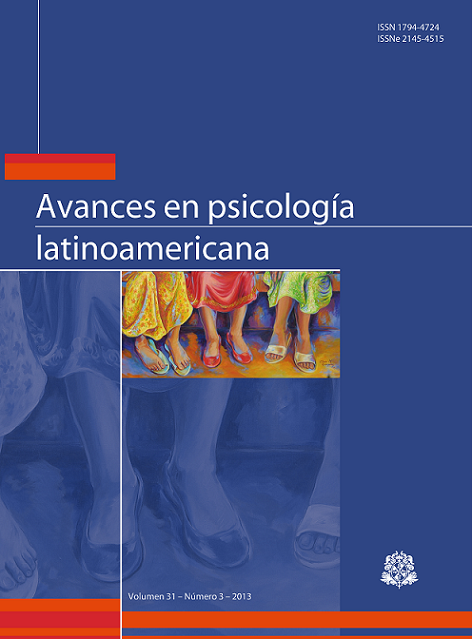 ISSN 1794-4724
ISSNe 2145-4515
Avances en psicología
latinoamericana
Volumen 31 – Número 3 – 2013